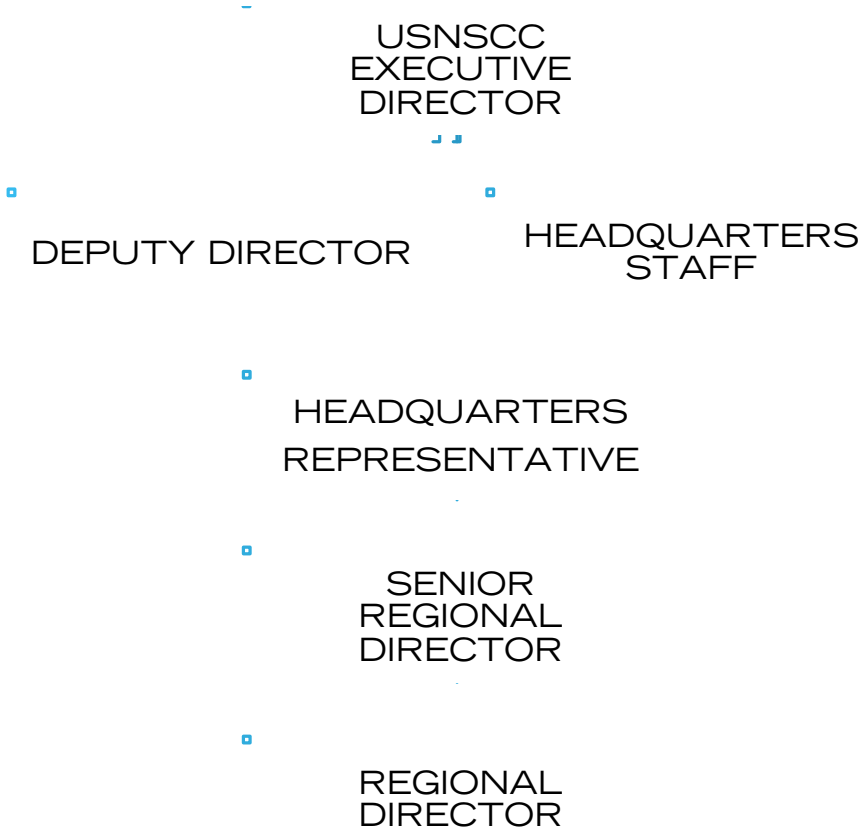 USNSCC
EXECUTIVE
DIRECTOR
DEPUTY DIRECTOR
HEADQUARTERS
STAFF
HEADQUARTERS
REPRESENTATIVE
SENIOR
REGIONAL
DIRECTOR
REGIONAL
DIRECTOR